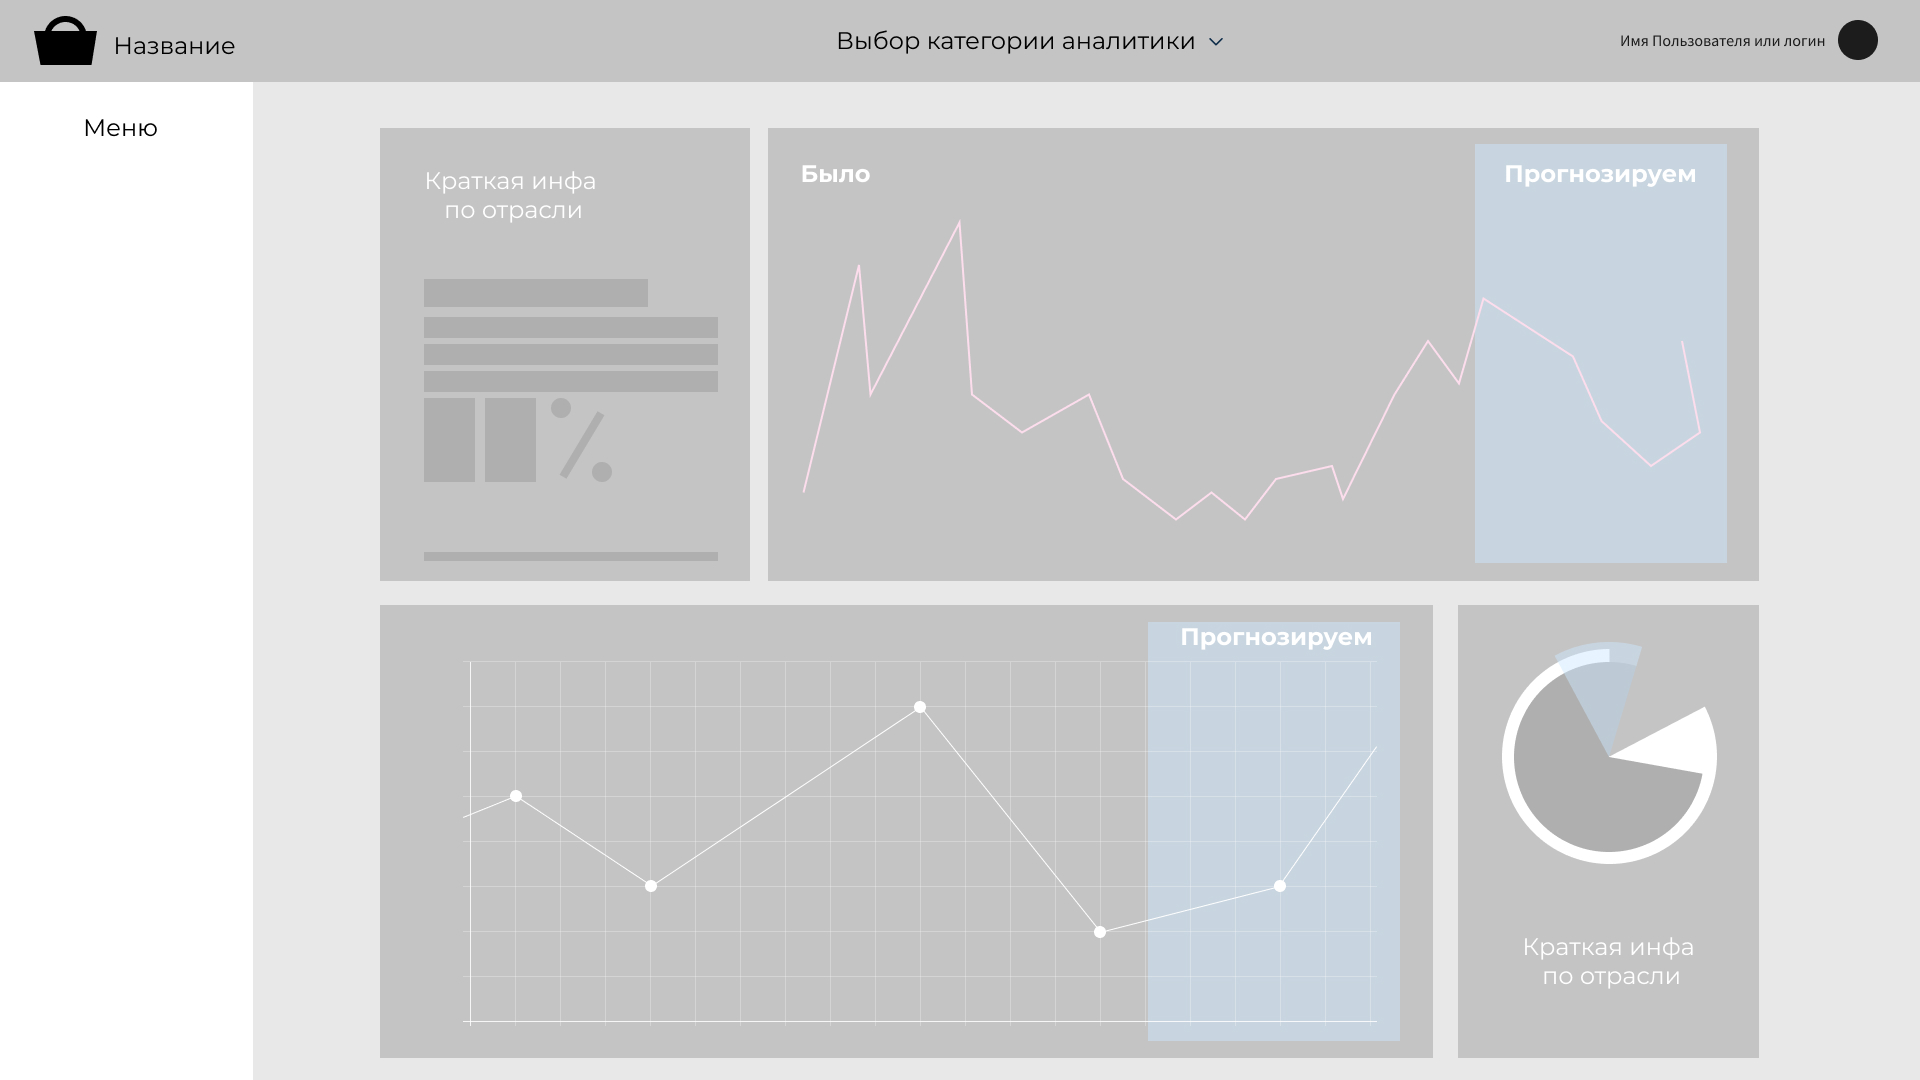 Название
Выбор категории аналитики
Имя Пользователя или логин
Меню
Краткая инфа
по отрасли
Было
Прогнозируем
Прогнозируем
Краткая инфа
по отрасли